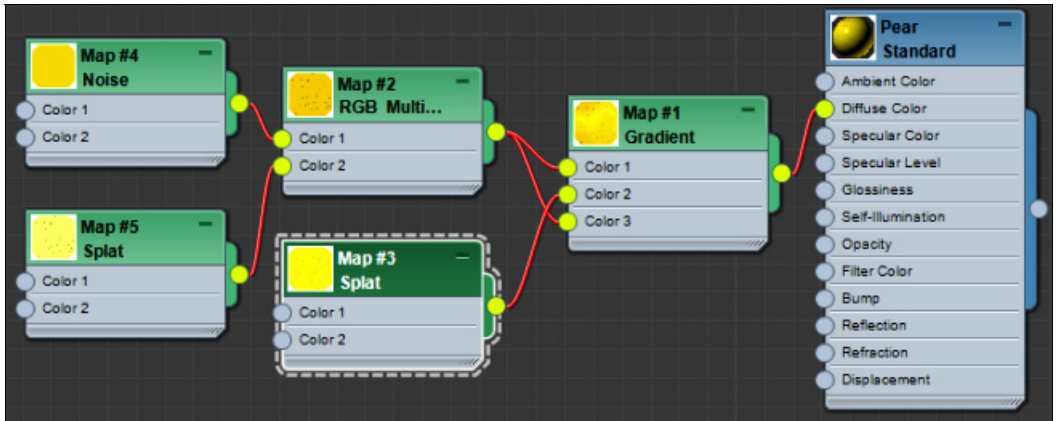 Map #4
Noise
Color 1
Color 2
Map #5
Splat
Color 1
Color 2
Map #2
RGB Multi...
Color 1
Color 2
Map #3
Splat
Color 1
Color 2
Map #1
Gradient
Color 1
Color 2
Color 3
Pear
Standard
Ambient Color
Diffuse Color
Specular Color
Specular Level
Glossiness
Self-Illumination
Opacity
Filter Color
Bump
Reflection
Refraction
Displacement